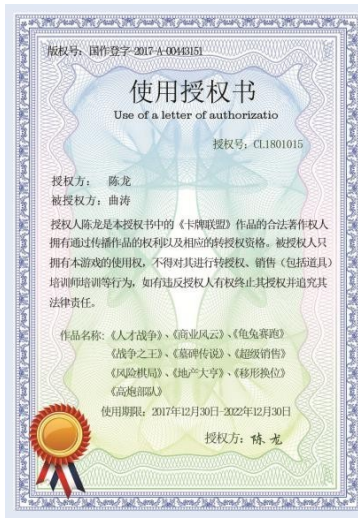 版权号：国作登字-2017-A-00443151
使用授权书
Use of a letter of authorizatio
授权号：CL1801015
授权方： 陈龙
被授权方：曲涛
授权人陈龙是本授权书中的《卡牌联盟》作品的合法著作权人
拥有通过传播作品的权利以及相应的转授权资格。被授权人只
拥有本游戏的使用权，不得对其进行转授权、销售（包括道具）
培训师培训等行为，如有违反授权人有权终止其授权并追究其
法律责任。
作品名称：《人才战争》、《商业风云》、《龟兔赛跑》
《战争之王》、《墓碑传说》、《超级销售》
《风险棋局》、《地产大亨》、《移形换位》
《高炮部队》
使用期限：2017年12月30日-2022年12月30日
授权方：陈龙